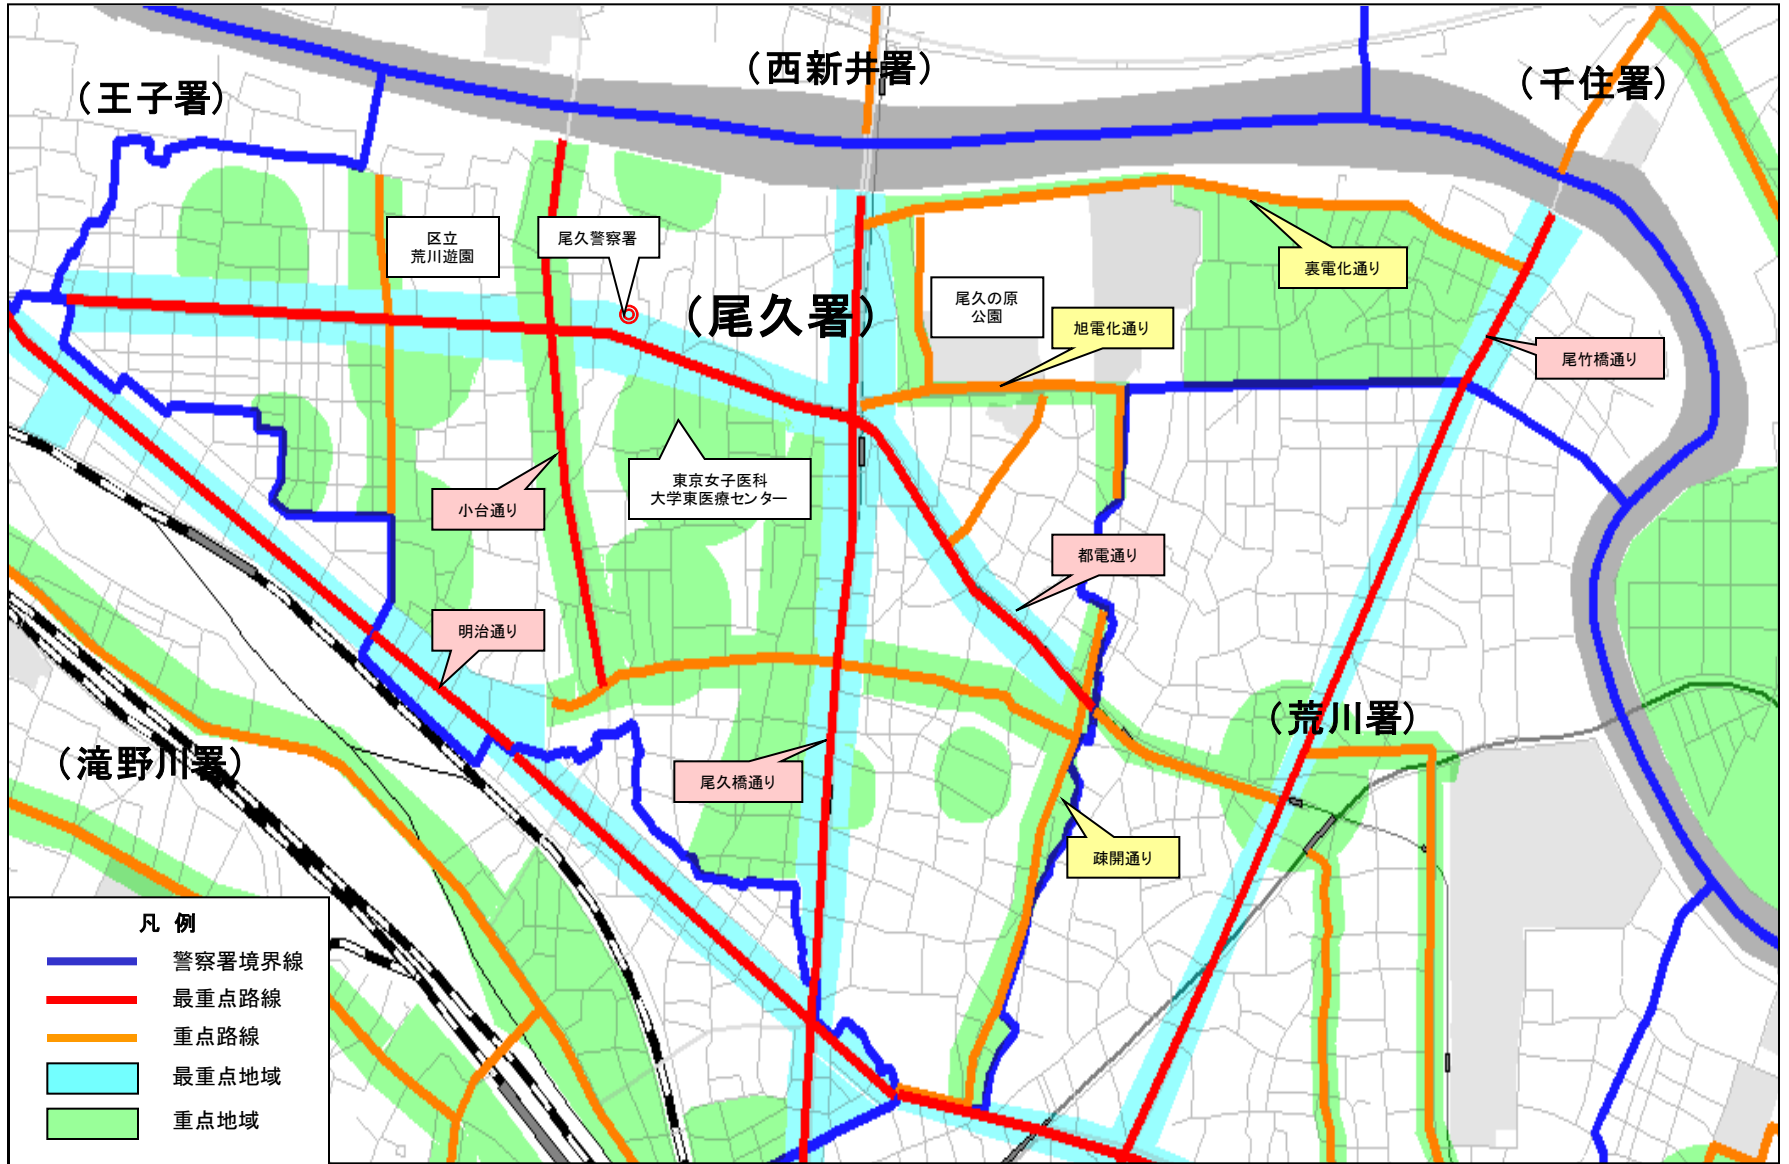 （西新井署）
（王子署）
（千住署）
区立
荒川遊園
尾久警察署
裏電化通り
（尾久署）
尾久の原
公園
旭電化通り
尾竹橋通り
東京女子医科
大学東医療センター
小台通り
都電通り
明治通り
（荒川署）
（滝野川署）
尾久橋通り
疎開通り
凡 例
警察署境界線
最重点路線
重点路線
最重点地域
重点地域